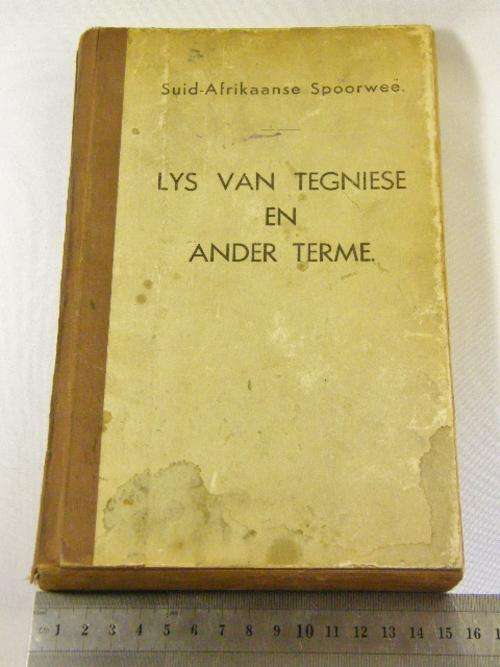 Suid-Afrikaanse Spoorweë.
LYS VAN TEGNIESE
EN
ANDER TERME.
1 2 3 4 5 6 7 8 9 10 11 12 13 14 15 16